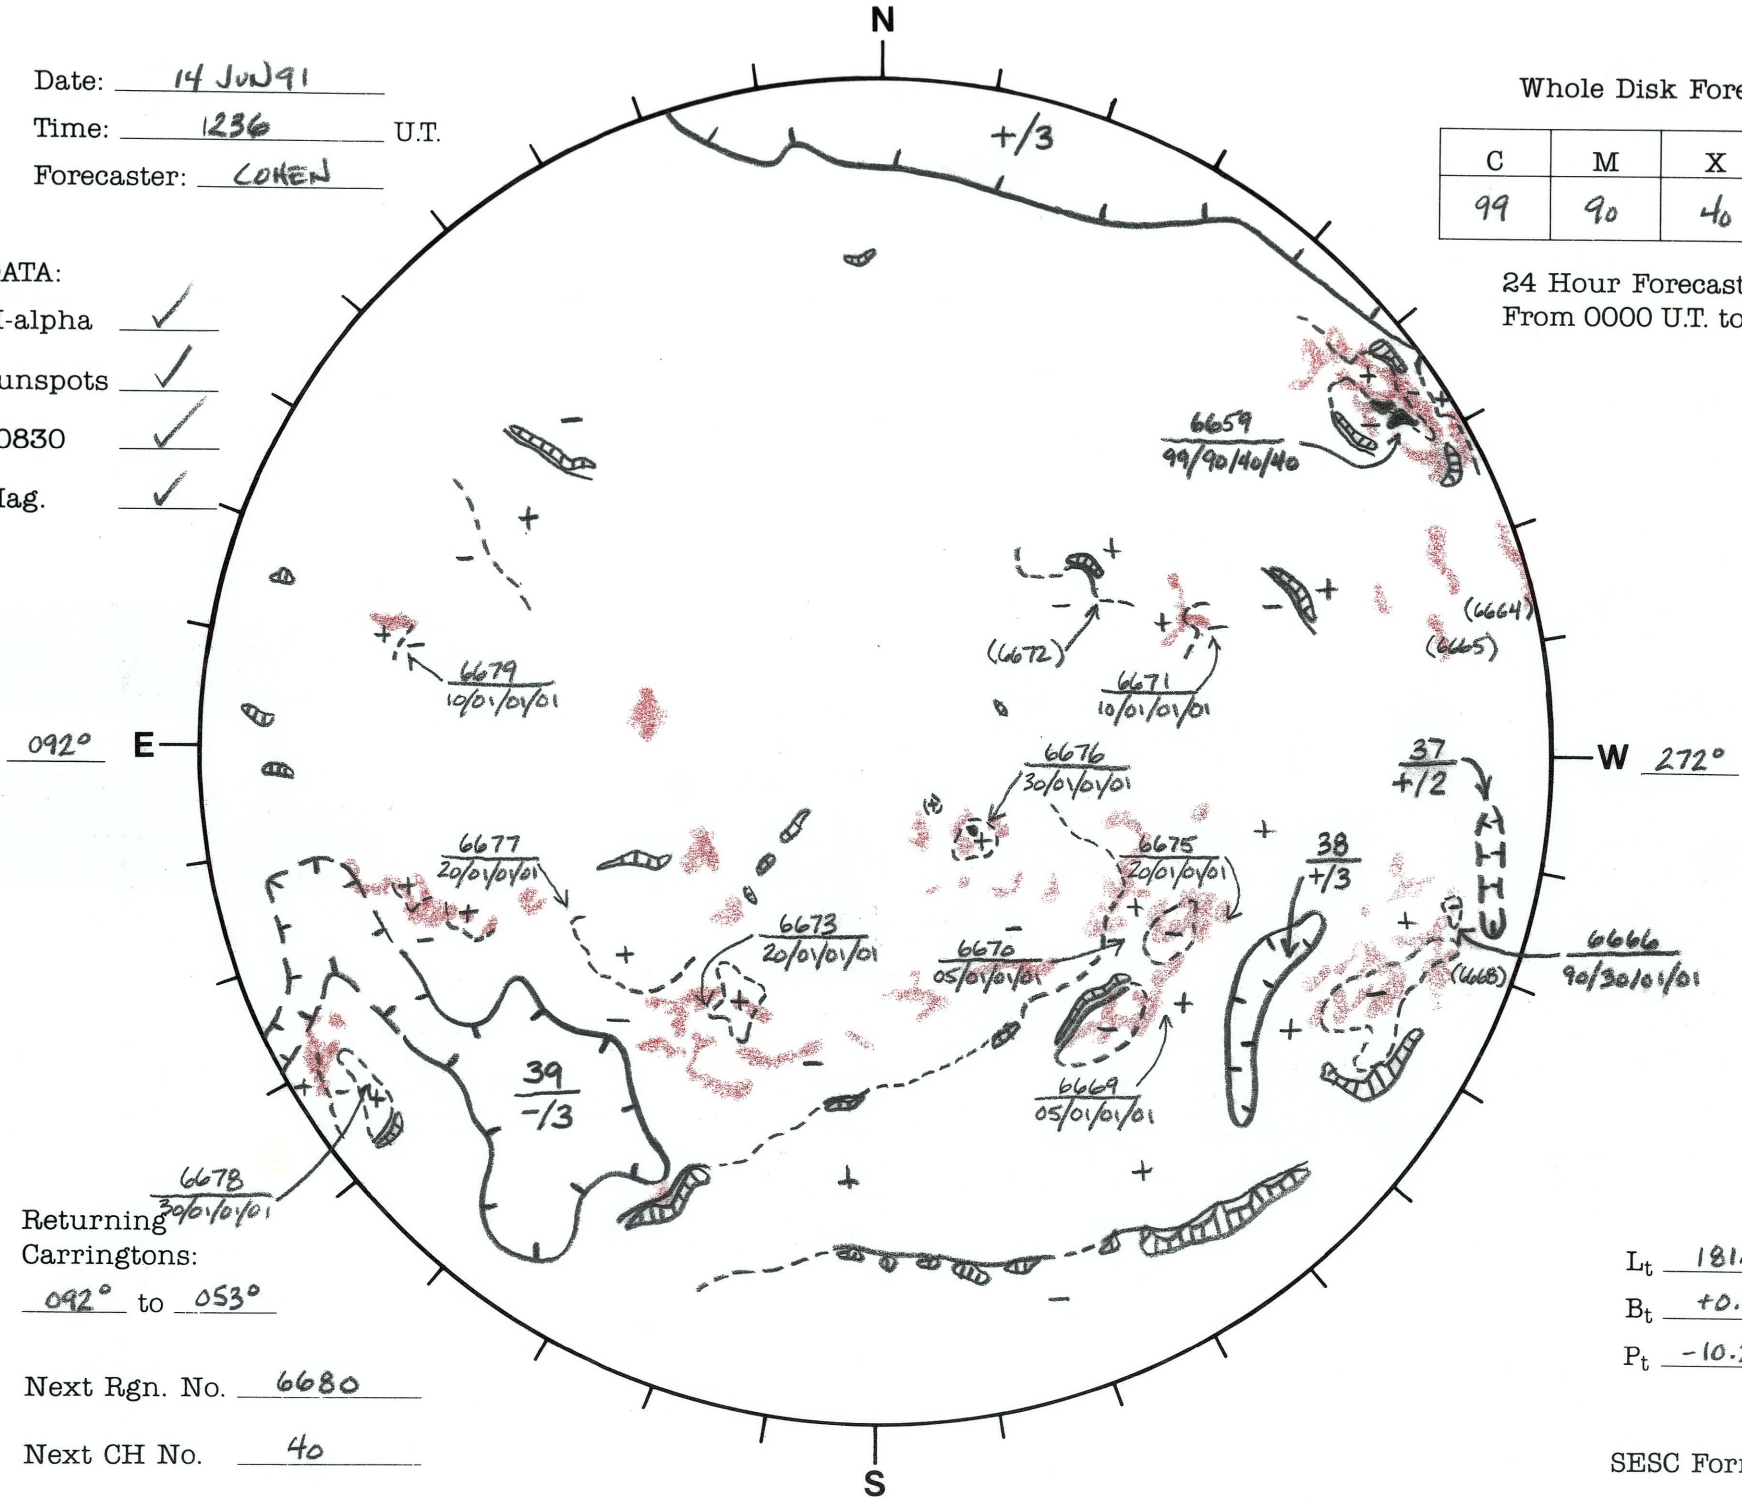 N
Date: 14 JUN 91
Time: 1236 U.T.
Forecaster: COHEN
Whole Disk Fore
C M X
99 90 40
24 Hour Forecast
From 0000 U.T. to
ATA:
I-alpha ✓
unspots ✓
0830 ✓
Mag. ✓
+/3
6659
99/90/40/40
(6664)
(6665)
(6672)
6671
10/01/01/01
6679
10/01/01/01
092° E
W 272°
37
+/2
6676
30/01/01/01
6677
20/01/01/01
6675
20/01/01/01
38
+/3
6673
20/01/01/01
6670
05/01/01/01
6666
90/30/01/01
(6668)
39
-/3
6669
05/01/01/01
6678
30/01/01/01
Returning
Carringtons:
092° to 053°
Lt 181.
Bt +0.
Pt -10.
Next Rgn. No. 6680
Next CH No. 40
S
SESC For